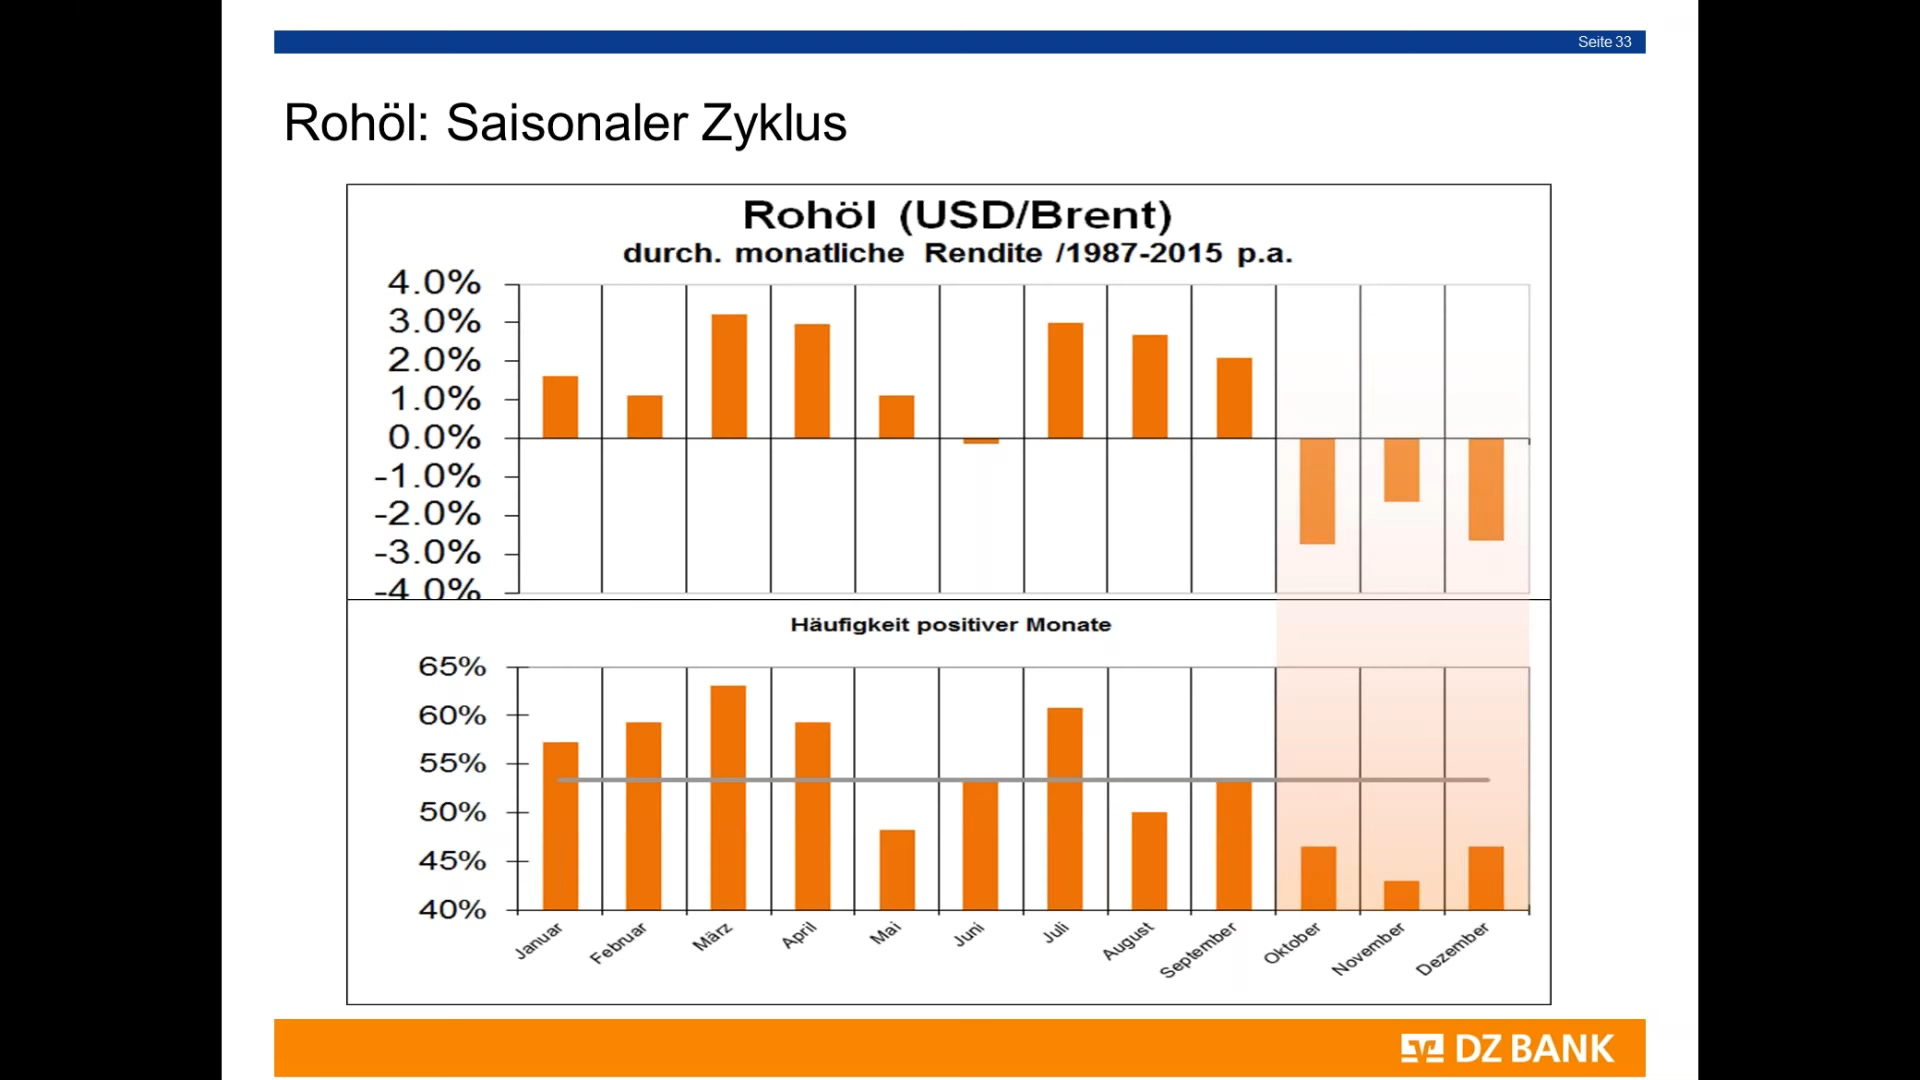 Seite 33
Rohöl: Saisonaler Zyklus
Rohöl (USD/Brent)
durch. monatliche Rendite /1987-2015 p.a.
4.0%
3.0%
2.0%
1.0%
0.0%
-1.0%
-2.0%
-3.0%
-4.0%
Häufigkeit positiver Monate
65%
60%
55%
50%
45%
40%
Januar
Februar
März
April
Mai
Juni
Juli
August
September
Oktober
November
Dezember
DZ BANK